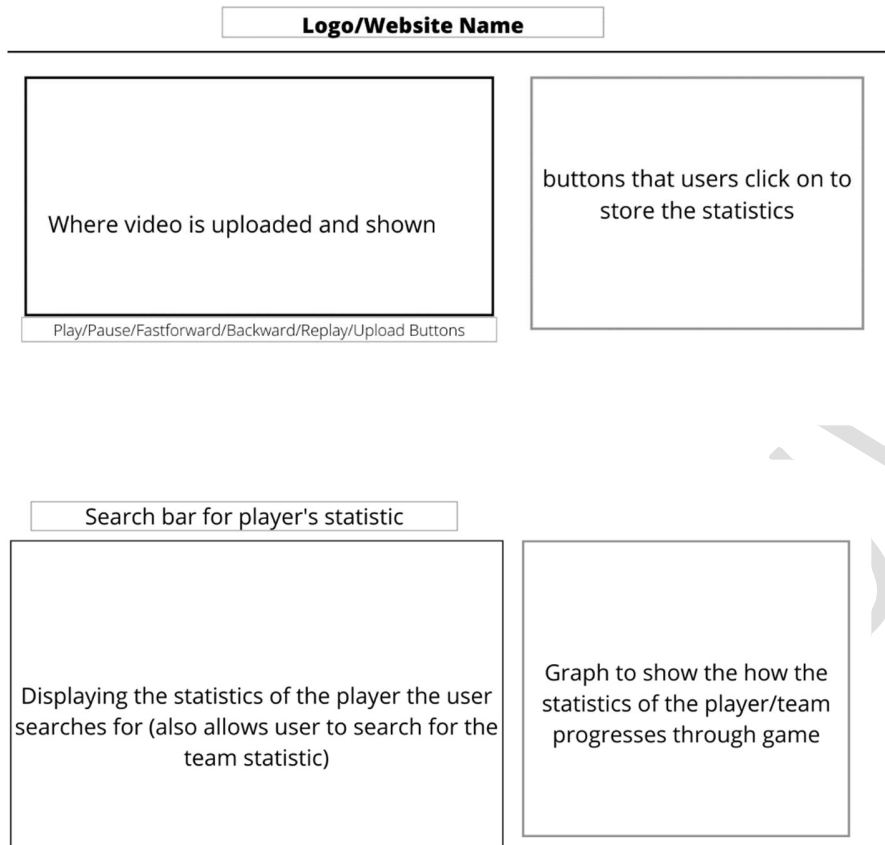 Logo/Website Name
buttons that users click on to
store the statistics
Where video is uploaded and shown
Play/Pause/Fastforward/Backward/Replay/Upload Buttons
Search bar for player's statistic
Displaying the statistics of the player the user
searches for (also allows user to search for the
team statistic)
Graph to show the how the
statistics of the player/team
progresses through game